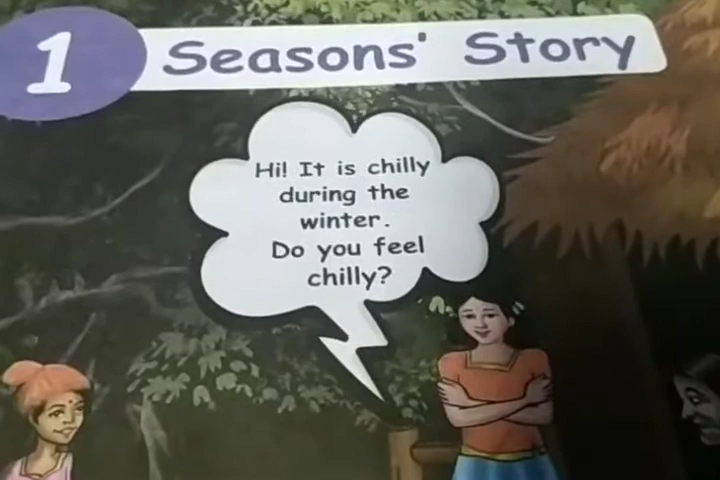 1 Seasons' Story
Hi! It is chilly
during the
winter.
Do you feel
chilly?